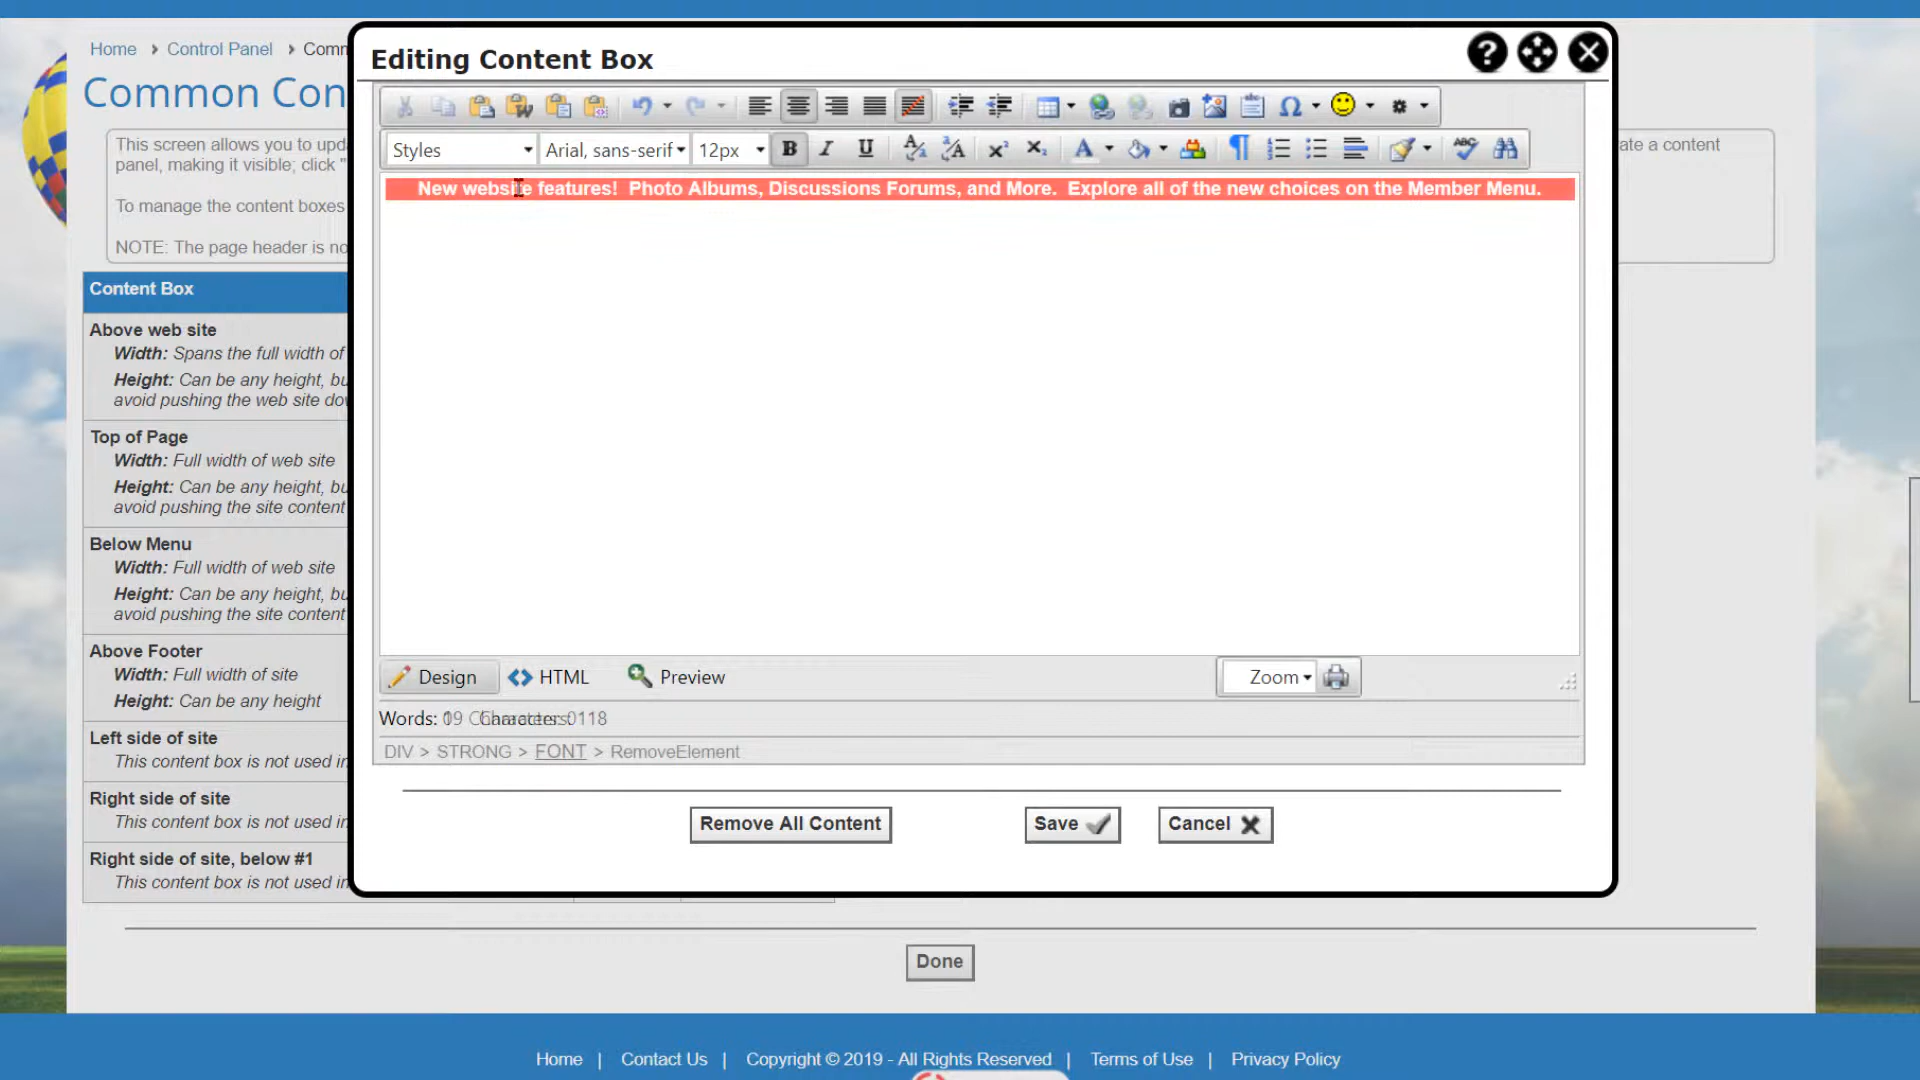 Home > Control Panel > Comm
Common Con
This screen allows you to upd
panel, making it visible; click "
ate a content
To manage the content boxes
NOTE: The page header is no
Content Box
Above web site
Width: Spans the full width of
Height: Can be any height, bu
avoid pushing the web site dow
Top of Page
Width: Full width of web site
Height: Can be any height, bu
avoid pushing the site content
Below Menu
Width: Full width of web site
Height: Can be any height, bu
avoid pushing the site content
Above Footer
Width: Full width of site
Height: Can be any height
Left side of site
This content box is not used in
Right side of site
This content box is not used in
Right side of site, below #1
This content box is not used in
Editing Content Box
Styles Arial, sans-serif 12px B I U
New website features! Photo Albums, Discussions Forums, and More. Explore all of the new choices on the Member Menu.
Design HTML Preview Zoom
Words: 19 Characters: 118
DIV > STRONG > FONT > RemoveElement
Remove All Content Save Cancel
Done
Home | Contact Us | Copyright © 2019 - All Rights Reserved | Terms of Use | Privacy Policy